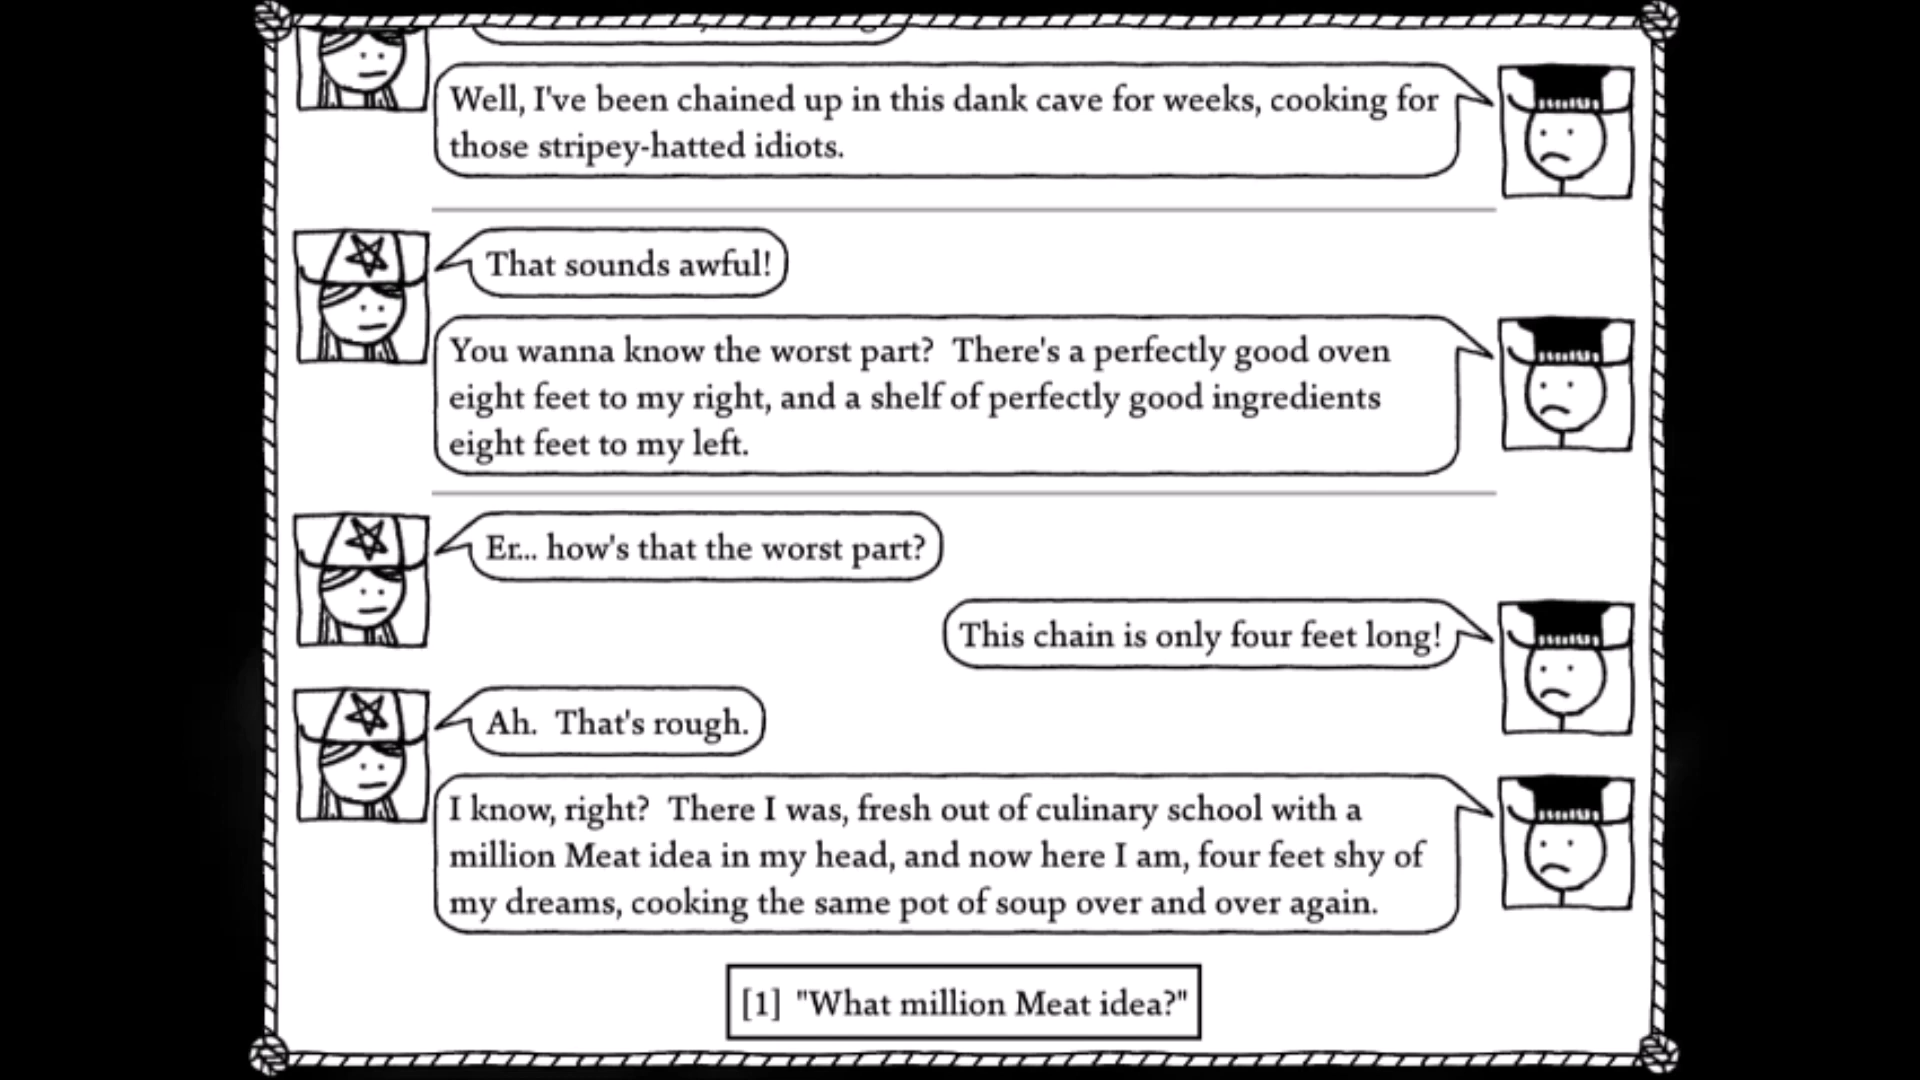 Well, I've been chained up in this dank cave for weeks, cooking for
those stripey-hatted idiots.
That sounds awful!
You wanna know the worst part?  There's a perfectly good oven
eight feet to my right, and a shelf of perfectly good ingredients
eight feet to my left.
Er... how's that the worst part?
This chain is only four feet long!
Ah.  That's rough.
I know, right?  There I was, fresh out of culinary school with a
million Meat idea in my head, and now here I am, four feet shy of
my dreams, cooking the same pot of soup over and over again.
[1] "What million Meat idea?"